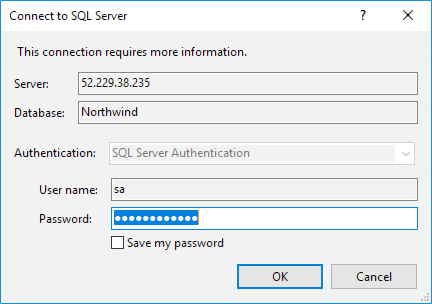 Connect to SQL Server
This connection requires more information.
Server: 52.229.38.235
Database: Northwind
Authentication: SQL Server Authentication
User name: sa
Password: ●●●●●●●●●●●●
Save my password
OK Cancel